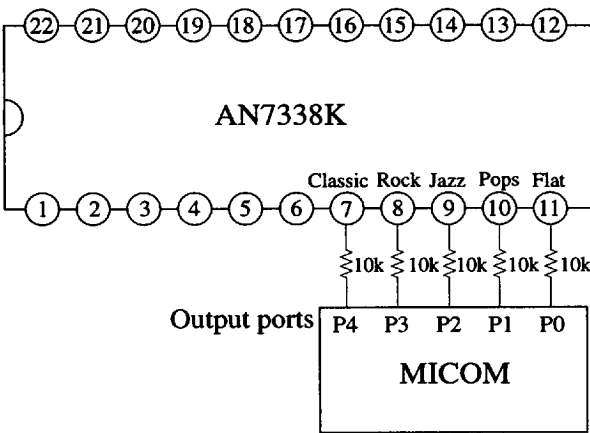 22 21 20 19 18 17 16 15 14 13 12
AN7338K
Classic Rock Jazz Pops Flat
1 2 3 4 5 6 7 8 9 10 11
10k 10k 10k 10k 10k
Output ports P4 P3 P2 P1 P0
MICOM